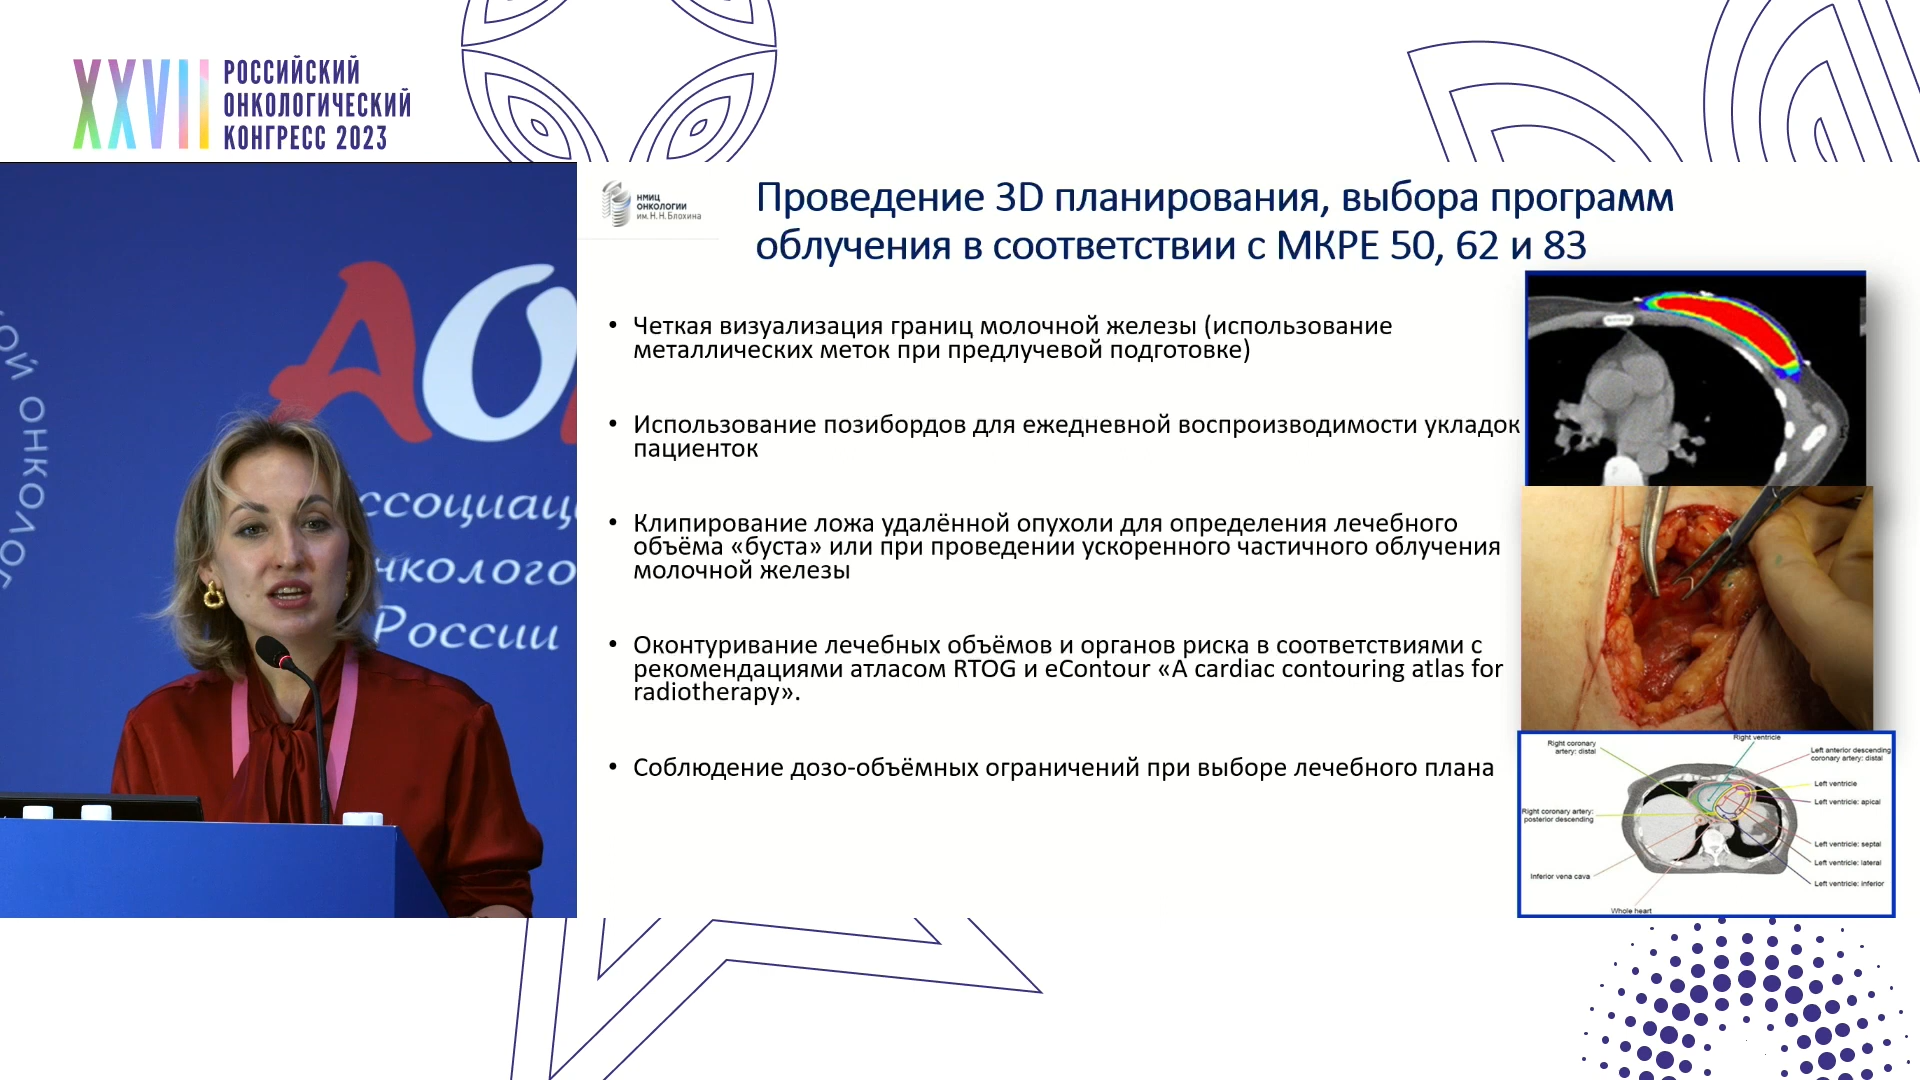 XXVII
РОССИЙСКИЙ
ОНКОЛОГИЧЕСКИЙ
КОНГРЕСС 2023
ОЙ ОНКОЛОГ
АО
ссоциац
нколого
России
НМИЦ
ОНКОЛОГИИ
им. Н. Н. Блохина
Проведение 3D планирования, выбора программ
облучения в соответствии с МКРЕ 50, 62 и 83
• Четкая визуализация границ молочной железы (использование
металлических меток при предлучевой подготовке)
• Использование позибордов для ежедневной воспроизводимости укладок
пациенток
• Клипирование ложа удалённой опухоли для определения лечебного
объёма «буста» или при проведении ускоренного частичного облучения
молочной железы
• Оконтуривание лечебных объёмов и органов риска в соответствиями с
рекомендациями атласом RTOG и eContour «A cardiac contouring atlas for
radiotherapy».
• Соблюдение дозо-объёмных ограничений при выборе лечебного плана
Right coronary
artery: distal
Right ventricle
Left anterior descending
coronary artery: distal
Left ventricle
Left ventricle: apical
Right coronary artery:
posterior descending
Left ventricle: septal
Left ventricle: lateral
Inferior vena cava
Left ventricle: inferior
Whole heart